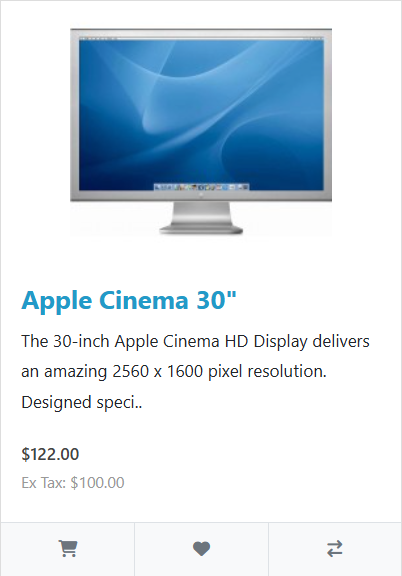 Apple Cinema 30"
The 30-inch Apple Cinema HD Display delivers
an amazing 2560 x 1600 pixel resolution.
Designed speci..
$122.00
Ex Tax: $100.00